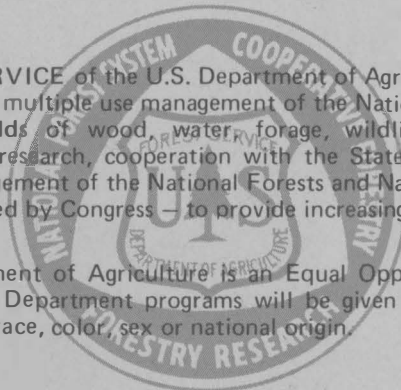 RVICE of the U.S. Department of Agr
multiple use management of the Nati
lds of wood, water, forage, wildli
research, cooperation with the State
gement of the National Forests and Na
ed by Congress — to provide increasing
ment of Agriculture is an Equal Opp
Department programs will be given
ace, color, sex or national origin.
NATIONAL FOREST SYSTEM
COOPERATIVE FORESTRY
FORESTRY RESEARCH
FOREST SERVICE
US
DEPARTMENT OF AGRICULTURE